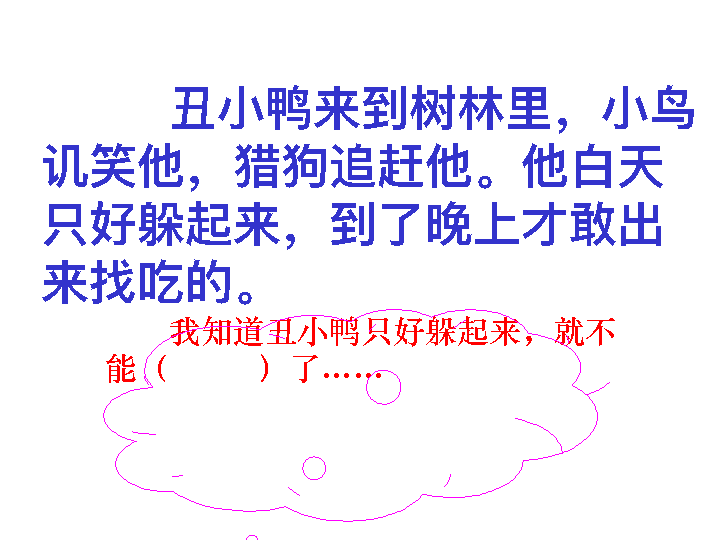 丑小鸭来到树林里，小鸟
讥笑他，猎狗追赶他。他白天
只好躲起来，到了晚上才敢出
来找吃的。
我知道丑小鸭只好躲起来，就不
能（　　　）了……